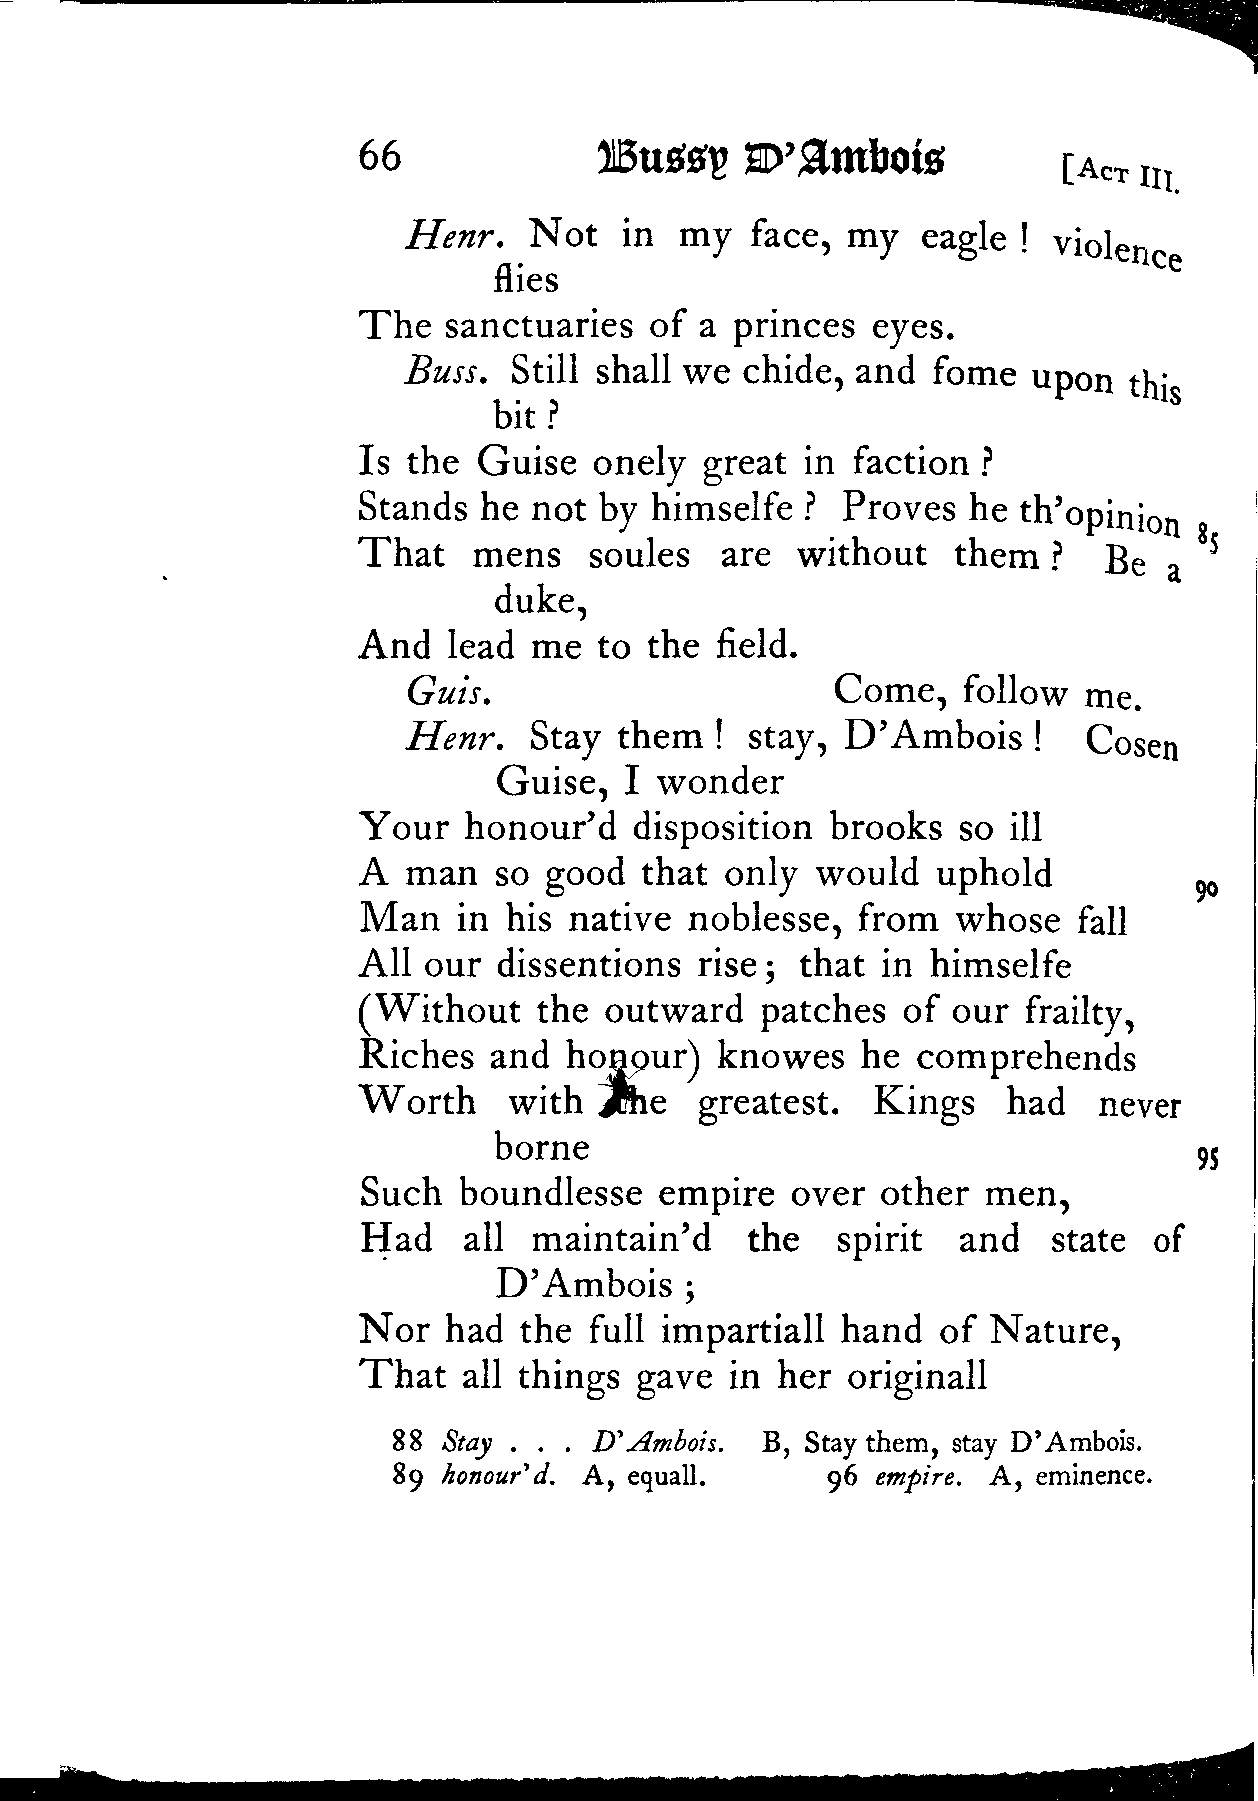 66 Bussy D'Ambois [ACT III.
Henr. Not in my face, my eagle ! violence
flies
The sanctuaries of a princes eyes.
Buss. Still shall we chide, and fome upon this
bit ?
Is the Guise onely great in faction ?
Stands he not by himselfe ? Proves he th'opinion 85
That mens soules are without them ? Be a
duke,
And lead me to the field.
Guis. Come, follow me.
Henr. Stay them ! stay, D'Ambois ! Cosen
Guise, I wonder
Your honour'd disposition brooks so ill
A man so good that only would uphold 90
Man in his native noblesse, from whose fall
All our dissentions rise ; that in himselfe
(Without the outward patches of our frailty,
Riches and honour) knowes he comprehends
Worth with the greatest. Kings had never
borne 95
Such boundlesse empire over other men,
Had all maintain'd the spirit and state of
D'Ambois ;
Nor had the full impartiall hand of Nature,
That all things gave in her originall
88 Stay . . . D'Ambois. B, Stay them, stay D'Ambois.
89 honour'd. A, equall. 96 empire. A, eminence.